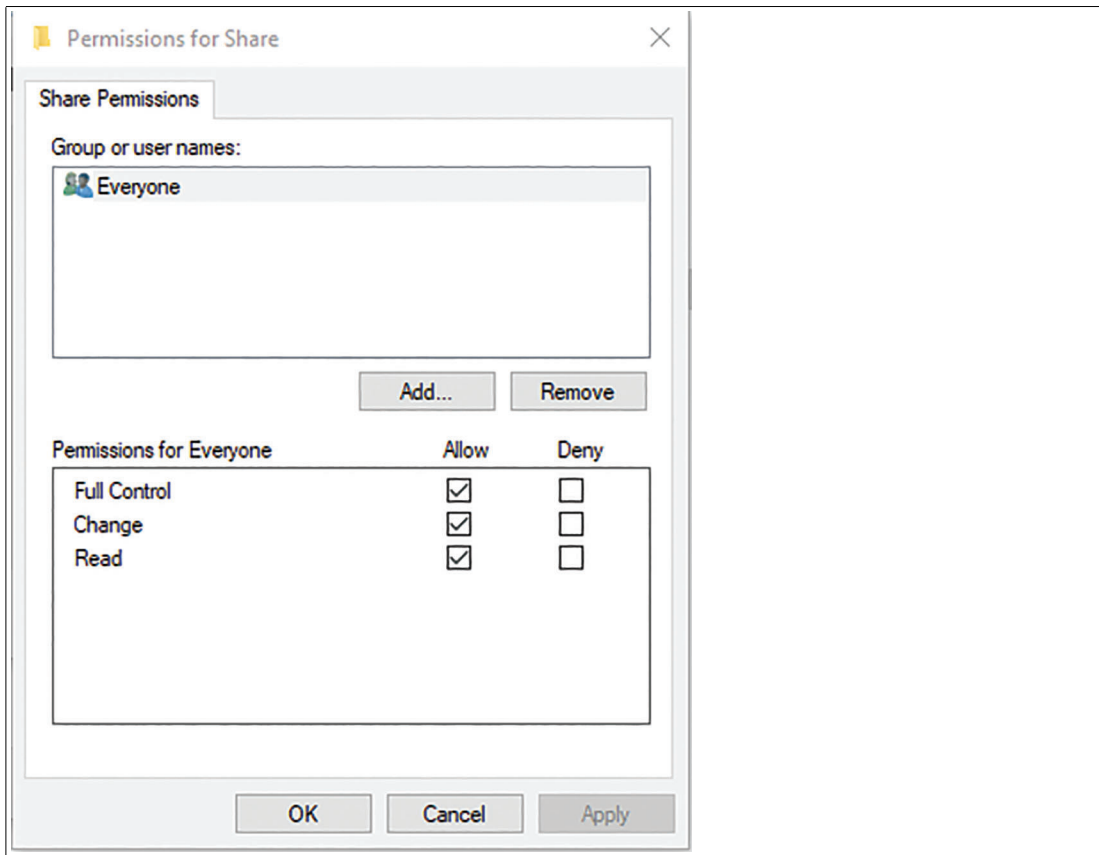 Permissions for Share
Share Permissions
Group or user names:
Everyone
Add... Remove
Permissions for Everyone Allow Deny
Full Control
Change
Read
OK Cancel Apply